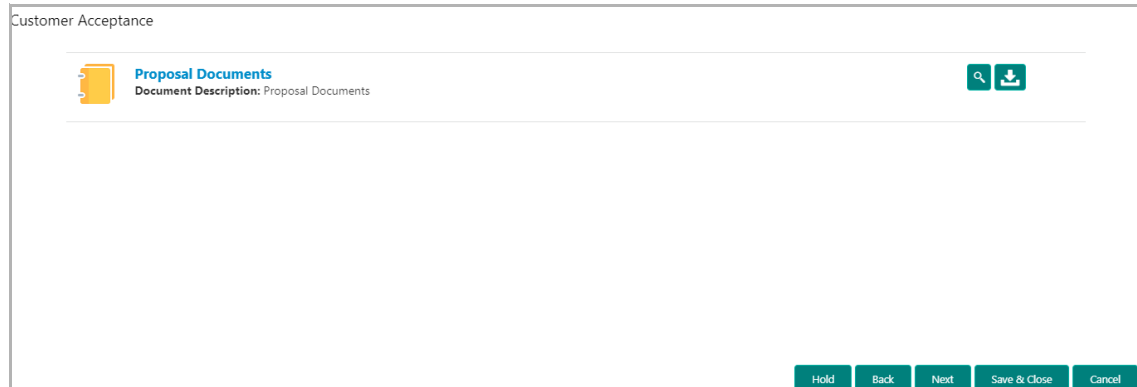 Customer Acceptance
Proposal Documents
Document Description: Proposal Documents
Hold Back Next Save & Close Cancel